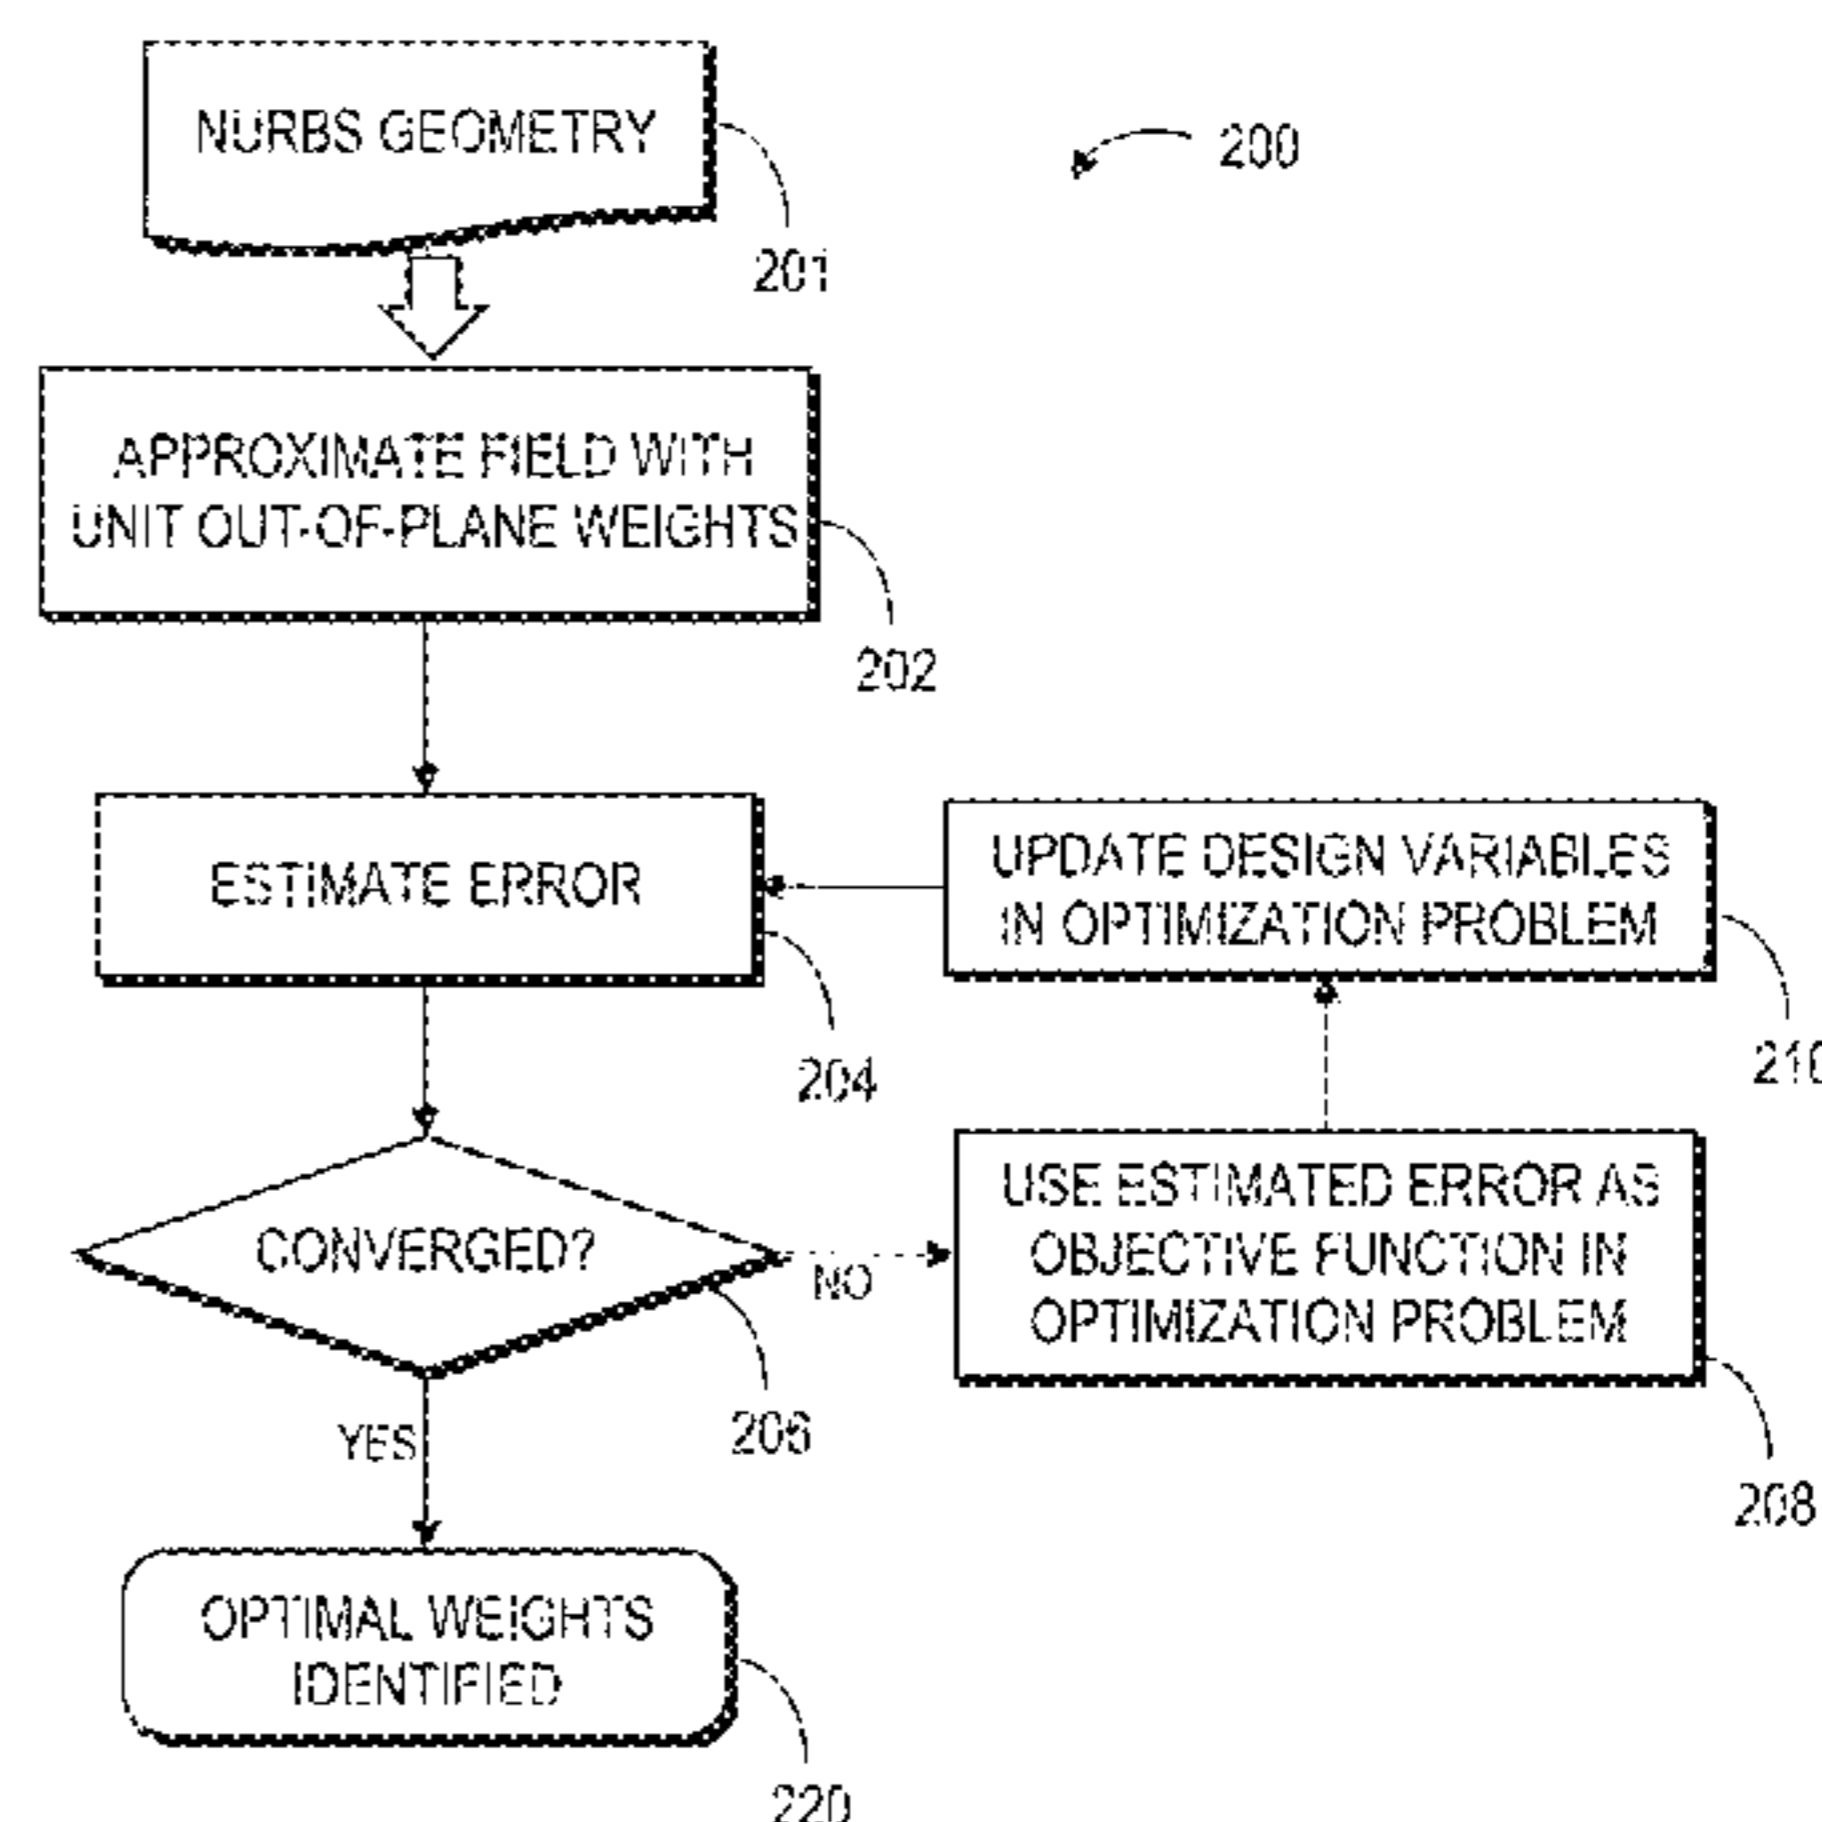 NURBS GEOMETRY
200
201
APPROXIMATE FIELD WITH
UNIT OUT-OF-PLANE WEIGHTS
202
ESTIMATE ERROR
204
UPDATE DESIGN VARIABLES
IN OPTIMIZATION PROBLEM
210
CONVERGED?
NO
206
USE ESTIMATED ERROR AS
OBJECTIVE FUNCTION IN
OPTIMIZATION PROBLEM
208
YES
OPTIMAL WEIGHTS
IDENTIFIED
220